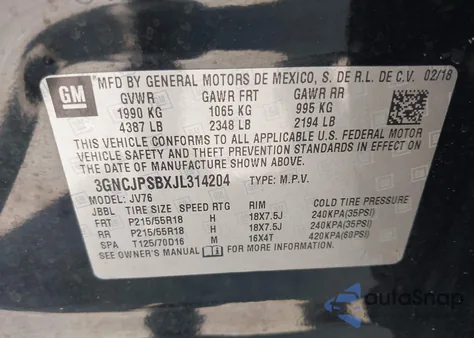 GM
*MFD BY GENERAL MOTORS DE MEXICO, S. DE R.L. DE C.V. 02/18
GVWR GAWR FRT GAWR RR
1990 KG 1065 KG 995 KG
4387 LB 2348 LB 2194 LB
THIS VEHICLE CONFORMS TO ALL APPLICABLE U.S. FEDERAL MOTOR
VEHICLE SAFETY AND THEFT PREVENTION STANDARDS IN EFFECT ON
THE DATE OF MANUFACTURE SHOWN ABOVE.
3GNCJPSBXJL314204 TYPE: M.P.V.
MODEL: JV76
JBBL TIRE SIZE SPEED RTG RIM COLD TIRE PRESSURE
FRT P215/55R18 H 18X7.5J 240KPA(35PSI)
RR P215/55R18 H 18X7.5J 240KPA(35PSI)
SPA T125/70D16 M 16X4T 420KPA(60PSI)
SEE OWNER'S MANUAL FOR MORE INFORMATION.
autoSnap